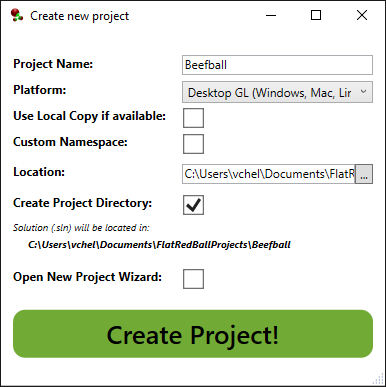 Create new project
Project Name: Beefball
Platform: Desktop GL (Windows, Mac, Lir
Use Local Copy if available:
Custom Namespace:
Location: C:\Users\vchel\Documents\FlatR ...
Create Project Directory:
Solution (.sln) will be located in:
C:\Users\vchel\Documents\FlatRedBallProjects\Beefball
Open New Project Wizard:
Create Project!